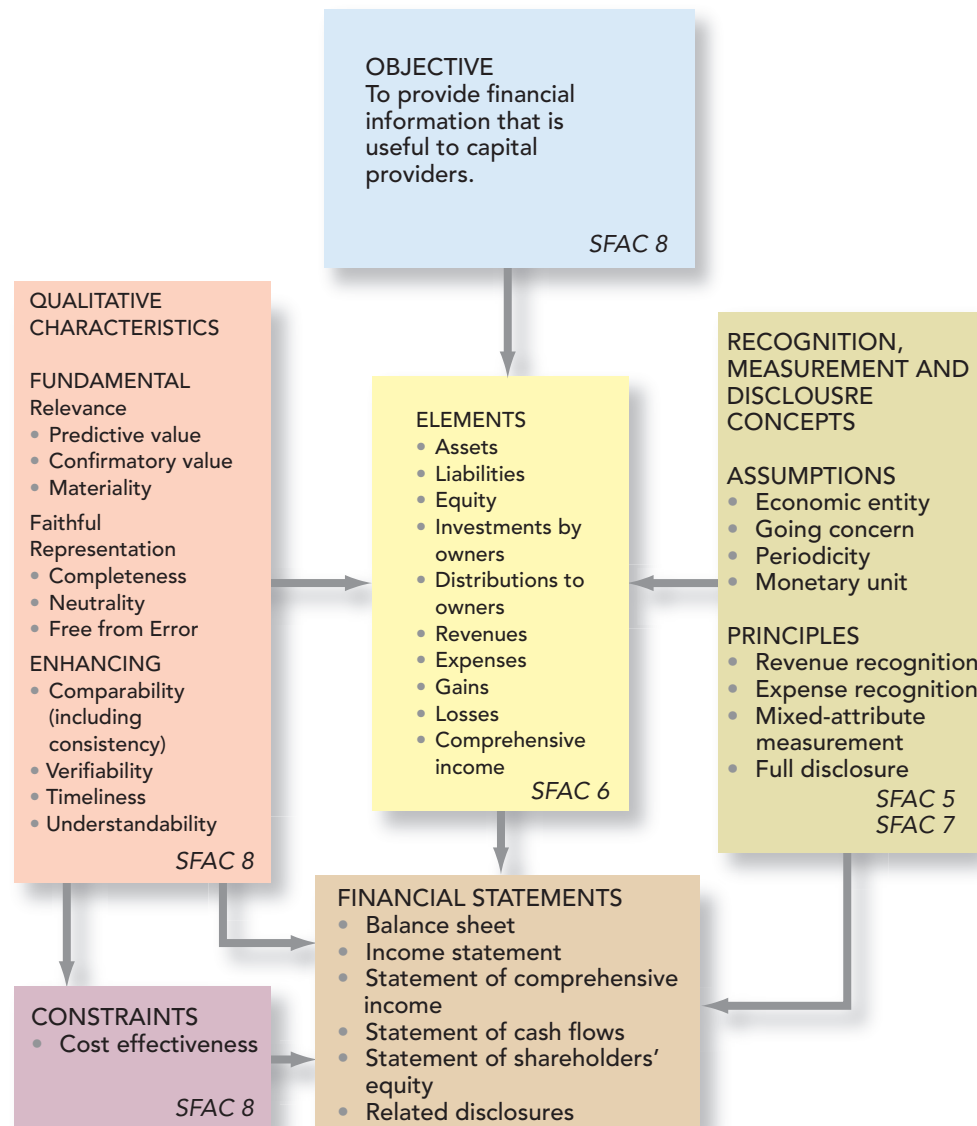 OBJECTIVE
To provide financial
information that is
useful to capital
providers.
SFAC 8
QUALITATIVE
CHARACTERISTICS
FUNDAMENTAL
Relevance
• Predictive value
• Confirmatory value
• Materiality
Faithful
Representation
• Completeness
• Neutrality
• Free from Error
ENHANCING
• Comparability
(including
consistency)
• Verifiability
• Timeliness
• Understandability
SFAC 8
ELEMENTS
• Assets
• Liabilities
• Equity
• Investments by
owners
• Distributions to
owners
• Revenues
• Expenses
• Gains
• Losses
• Comprehensive
income
SFAC 6
RECOGNITION,
MEASUREMENT AND
DISCLOUSRE
CONCEPTS
ASSUMPTIONS
• Economic entity
• Going concern
• Periodicity
• Monetary unit
PRINCIPLES
• Revenue recognition
• Expense recognition
• Mixed-attribute
measurement
• Full disclosure
SFAC 5
SFAC 7
CONSTRAINTS
• Cost effectiveness
SFAC 8
FINANCIAL STATEMENTS
• Balance sheet
• Income statement
• Statement of comprehensive
income
• Statement of cash flows
• Statement of shareholders’
equity
• Related disclosures